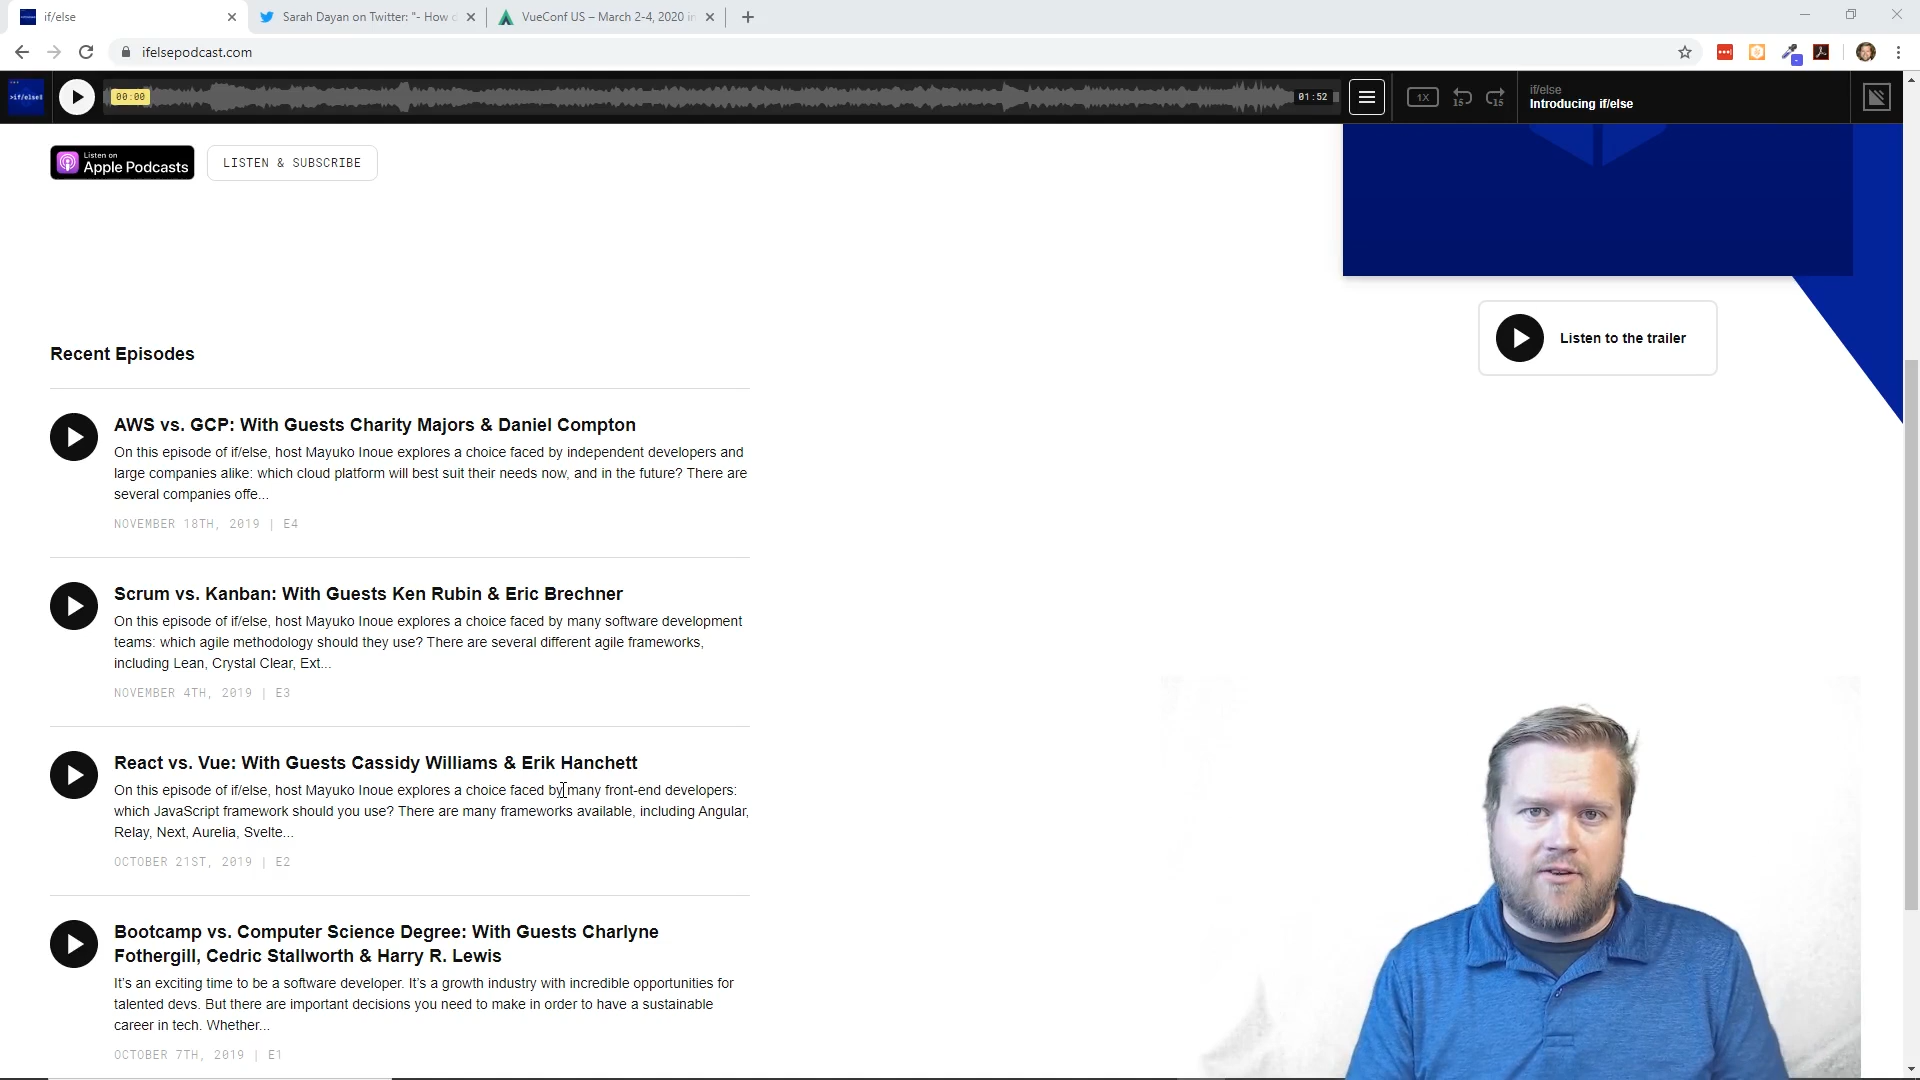 if/else
Sarah Dayan on Twitter: "- How d
VueConf US – March 2-4, 2020 in
ifelsepodcast.com
>if/else
00:00
01:52
1X
15
15
if/else
Introducing if/else
Listen on
Apple Podcasts
LISTEN & SUBSCRIBE
Listen to the trailer
Recent Episodes
AWS vs. GCP: With Guests Charity Majors & Daniel Compton
On this episode of if/else, host Mayuko Inoue explores a choice faced by independent developers and
large companies alike: which cloud platform will best suit their needs now, and in the future? There are
several companies offe...
NOVEMBER 18TH, 2019 | E4
Scrum vs. Kanban: With Guests Ken Rubin & Eric Brechner
On this episode of if/else, host Mayuko Inoue explores a choice faced by many software development
teams: which agile methodology should they use? There are several different agile frameworks,
including Lean, Crystal Clear, Ext...
NOVEMBER 4TH, 2019 | E3
React vs. Vue: With Guests Cassidy Williams & Erik Hanchett
On this episode of if/else, host Mayuko Inoue explores a choice faced by many front-end developers:
which JavaScript framework should you use? There are many frameworks available, including Angular,
Relay, Next, Aurelia, Svelte...
OCTOBER 21ST, 2019 | E2
Bootcamp vs. Computer Science Degree: With Guests Charlyne
Fothergill, Cedric Stallworth & Harry R. Lewis
It's an exciting time to be a software developer. It's a growth industry with incredible opportunities for
talented devs. But there are important decisions you need to make in order to have a sustainable
career in tech. Whether...
OCTOBER 7TH, 2019 | E1